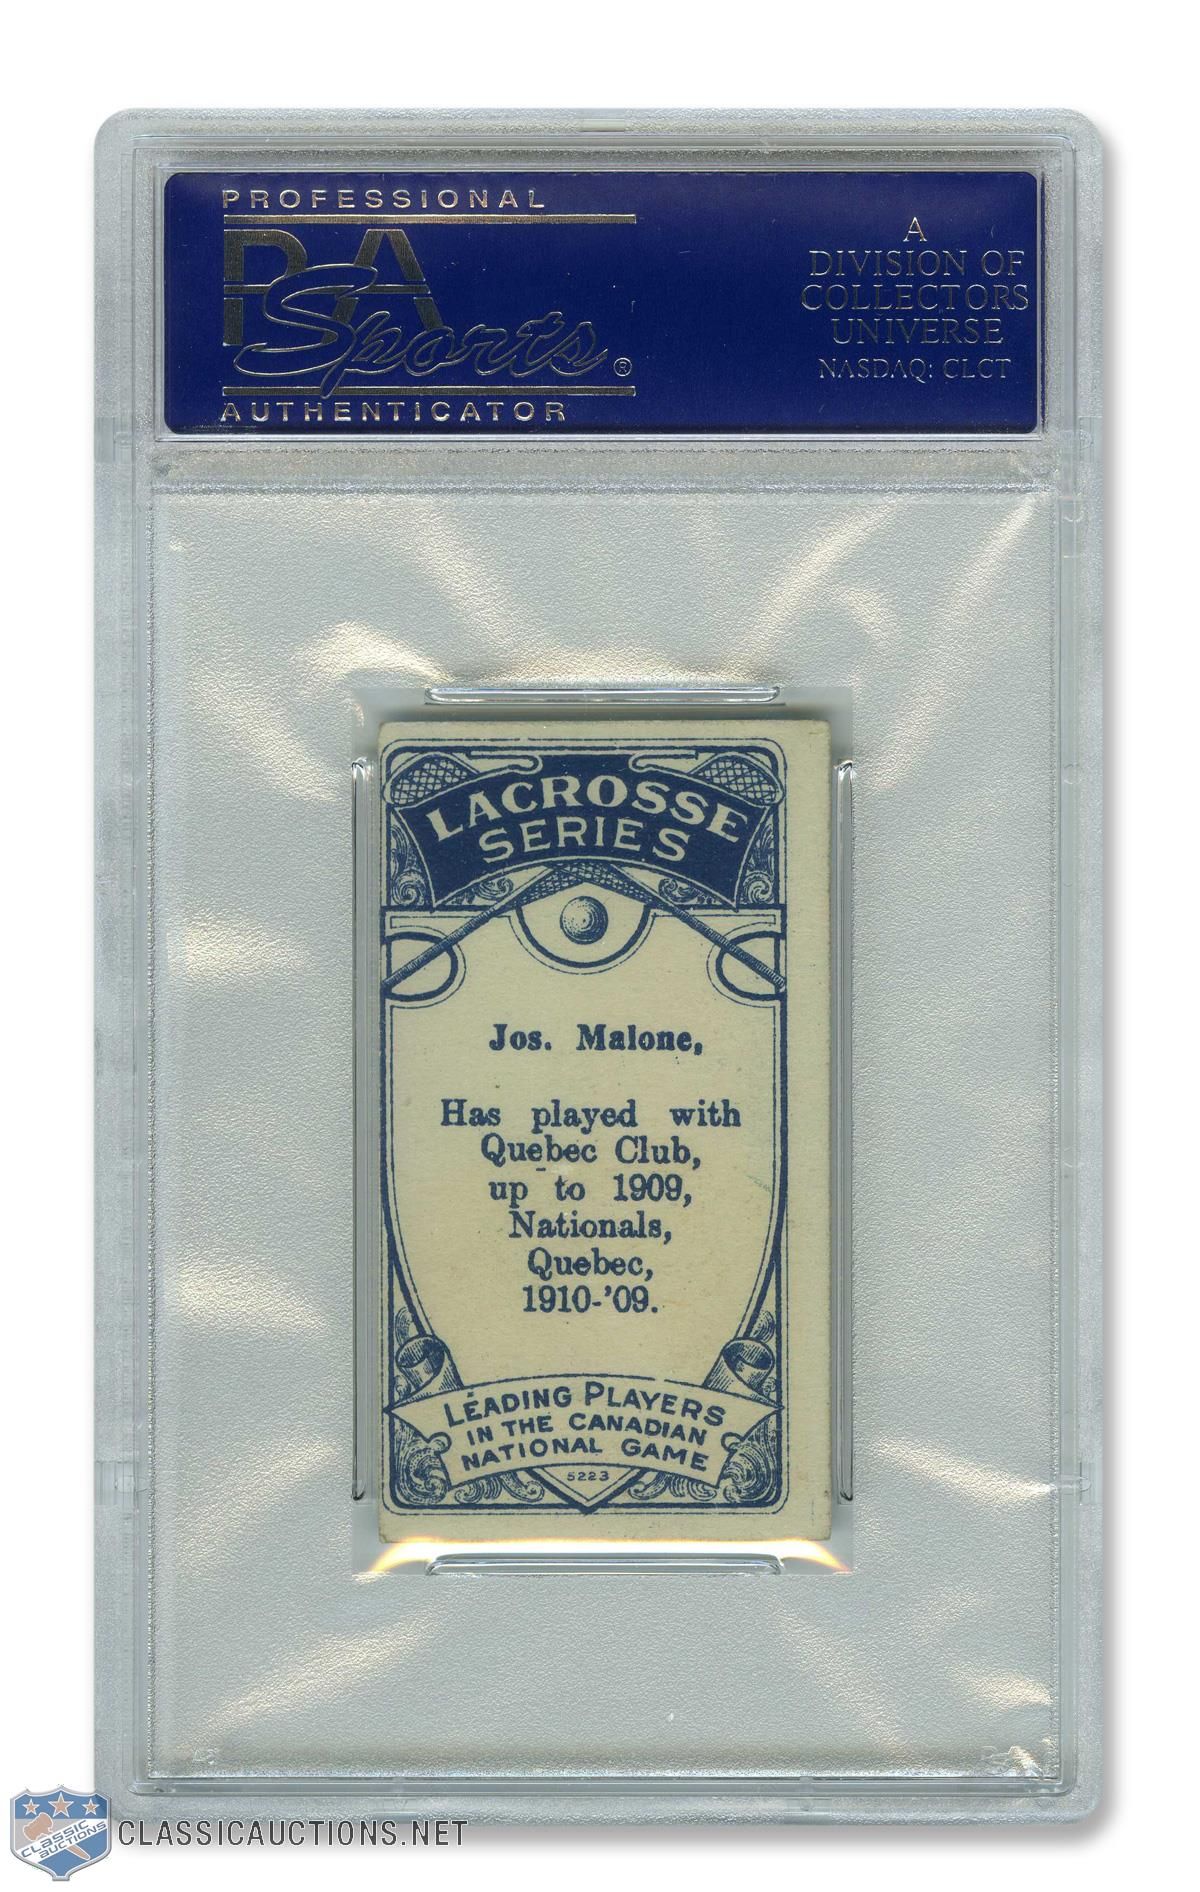 PROFESSIONAL
PSA
Sports®
AUTHENTICATOR
A
DIVISION OF
COLLECTORS
UNIVERSE
NASDAQ: CLCT
LACROSSE
SERIES
Jos. Malone,
Has played with
Quebec Club,
up to 1909,
Nationals,
Quebec,
1910-'09.
LEADING PLAYERS
IN THE CANADIAN
NATIONAL GAME
5223
CLASSIC
AUCTIONS
CLASSICAUCTIONS.NET